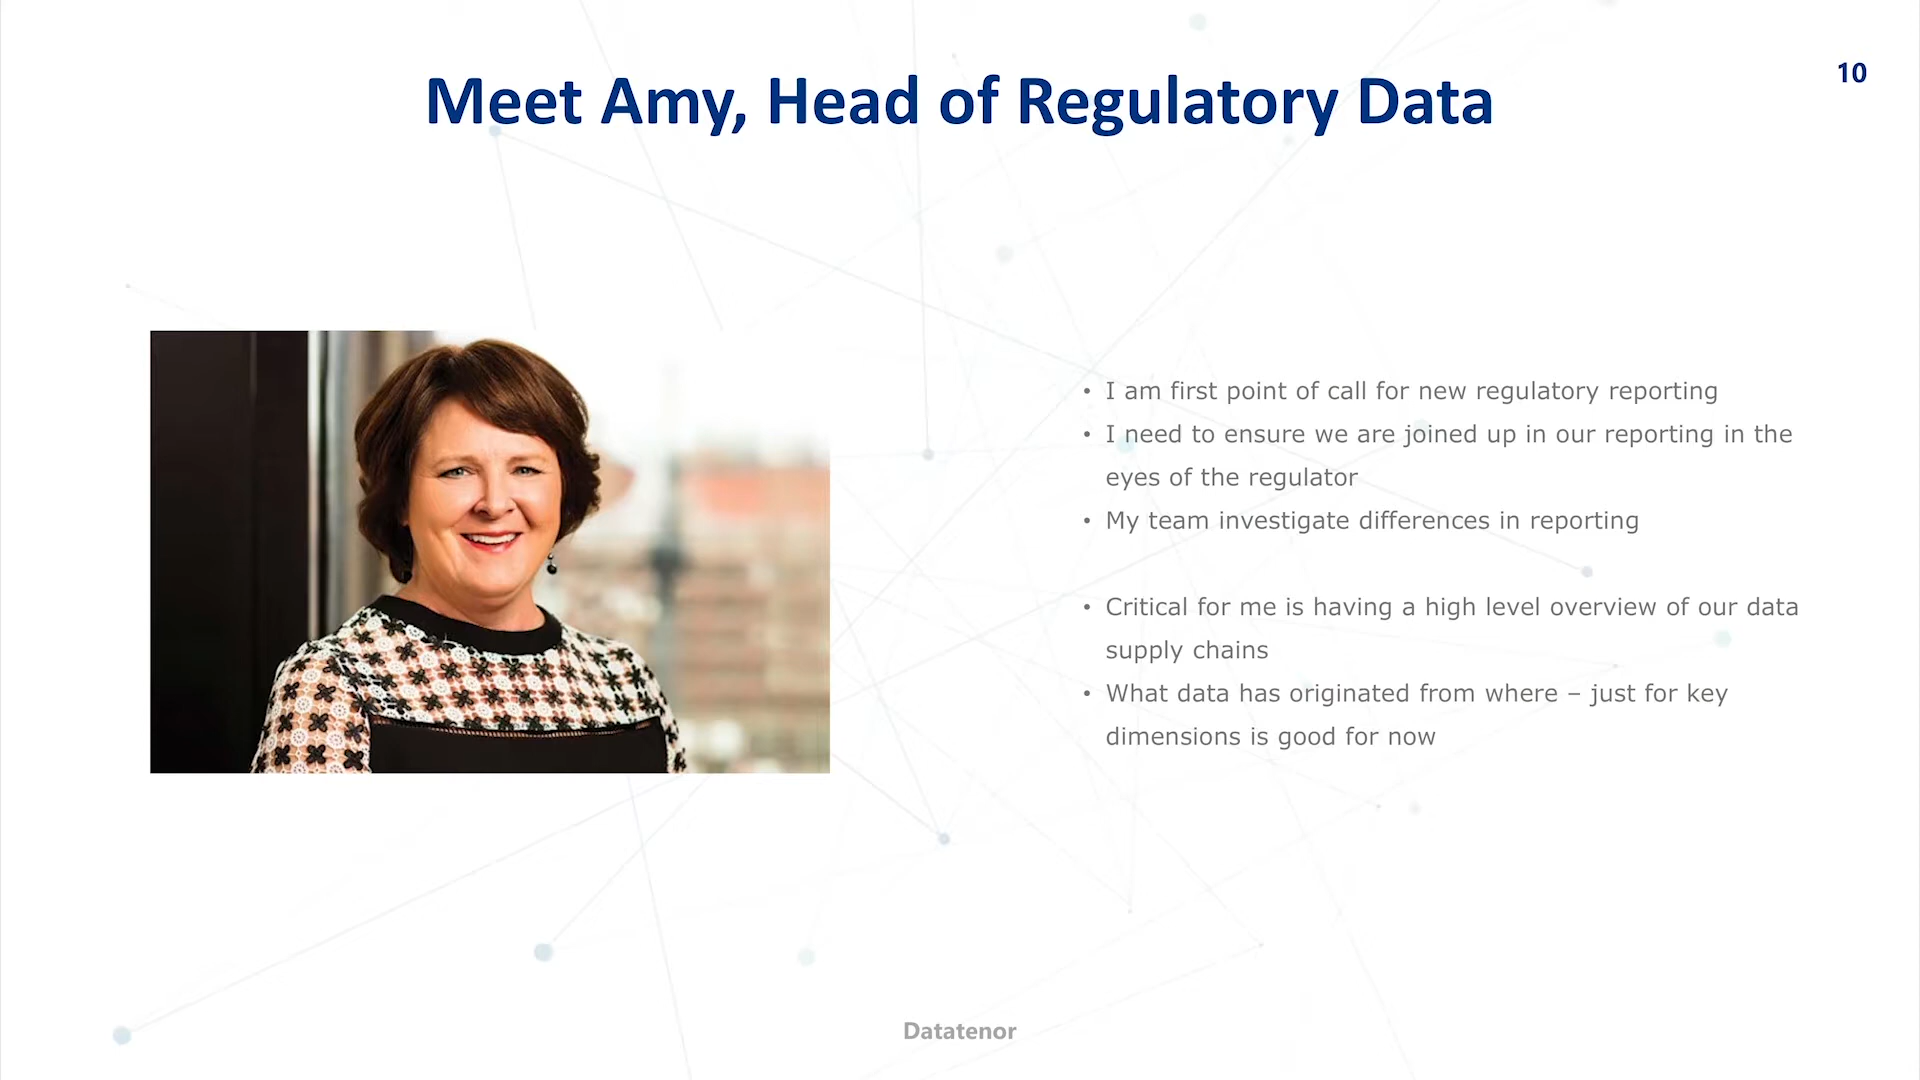 Meet Amy, Head of Regulatory Data
10
• I am first point of call for new regulatory reporting
• I need to ensure we are joined up in our reporting in the
eyes of the regulator
• My team investigate differences in reporting
• Critical for me is having a high level overview of our data
supply chains
• What data has originated from where – just for key
dimensions is good for now
Datatenor